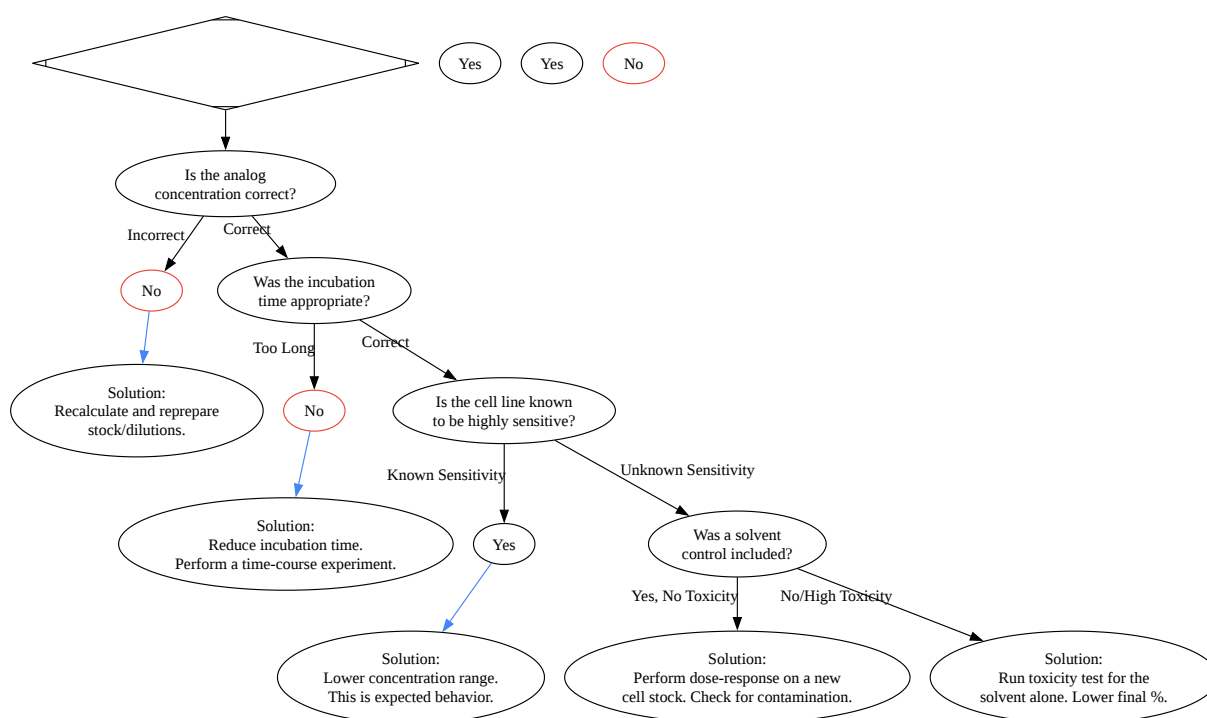 Yes
Yes
No
Is the analog
concentration correct?
Incorrect
Correct
No
Was the incubation
time appropriate?
Too Long
Correct
Solution:
Recalculate and reprepare
stock/dilutions.
No
Is the cell line known
to be highly sensitive?
Known Sensitivity
Unknown Sensitivity
Solution:
Reduce incubation time.
Perform a time-course experiment.
Yes
Was a solvent
control included?
Yes, No Toxicity
No/High Toxicity
Solution:
Lower concentration range.
This is expected behavior.
Solution:
Perform dose-response on a new
cell stock. Check for contamination.
Solution:
Run toxicity test for the
solvent alone. Lower final %.